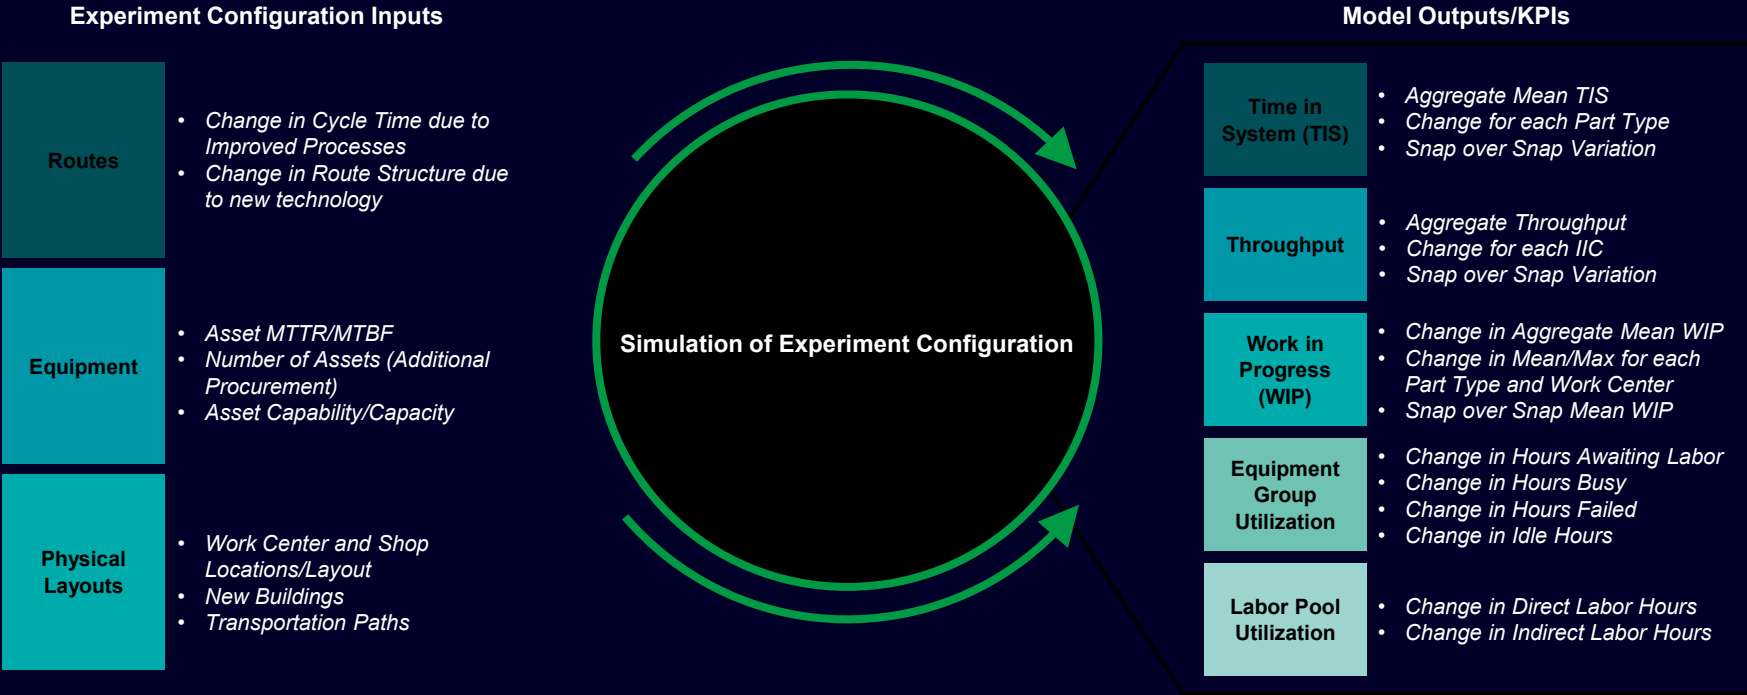 Experiment Configuration Inputs
Routes
• Change in Cycle Time due to
Improved Processes
• Change in Route Structure due
to new technology
Equipment
• Asset MTTR/MTBF
• Number of Assets (Additional
Procurement)
• Asset Capability/Capacity
Physical
Layouts
• Work Center and Shop
Locations/Layout
• New Buildings
• Transportation Paths
Simulation of Experiment Configuration
Model Outputs/KPIs
Time in
System (TIS)
• Aggregate Mean TIS
• Change for each Part Type
• Snap over Snap Variation
Throughput
• Aggregate Throughput
• Change for each IIC
• Snap over Snap Variation
Work in
Progress
(WIP)
• Change in Aggregate Mean WIP
• Change in Mean/Max for each
Part Type and Work Center
• Snap over Snap Mean WIP
Equipment
Group
Utilization
• Change in Hours Awaiting Labor
• Change in Hours Busy
• Change in Hours Failed
• Change in Idle Hours
Labor Pool
Utilization
• Change in Direct Labor Hours
• Change in Indirect Labor Hours